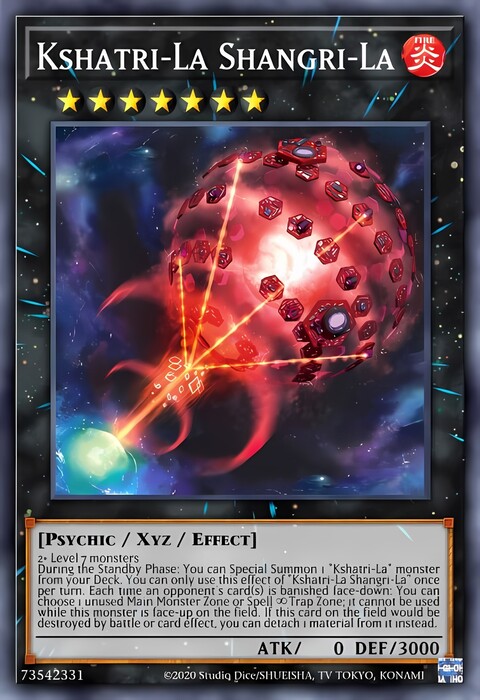 KSHATRI-LA SHANGRI-LA
FIRE
炎
[PSYCHIC / XYZ / EFFECT]
2+ Level 7 monsters
During the Standby Phase: You can Special Summon 1 "Kshatri-La" monster
from your Deck. You can only use this effect of "Kshatri-La Shangri-La" once
per turn. Each time an opponent's card(s) is banished face-down: You can
choose 1 unused Main Monster Zone or Spell ∞ Trap Zone; it cannot be used
while this monster is face-up on the field. If this card on the field would be
destroyed by battle or card effect, you can detach 1 material from it instead.
ATK/ 0 DEF/3000
73542331
©2020 Studio Dice/SHUEISHA, TV TOKYO, KONAMI